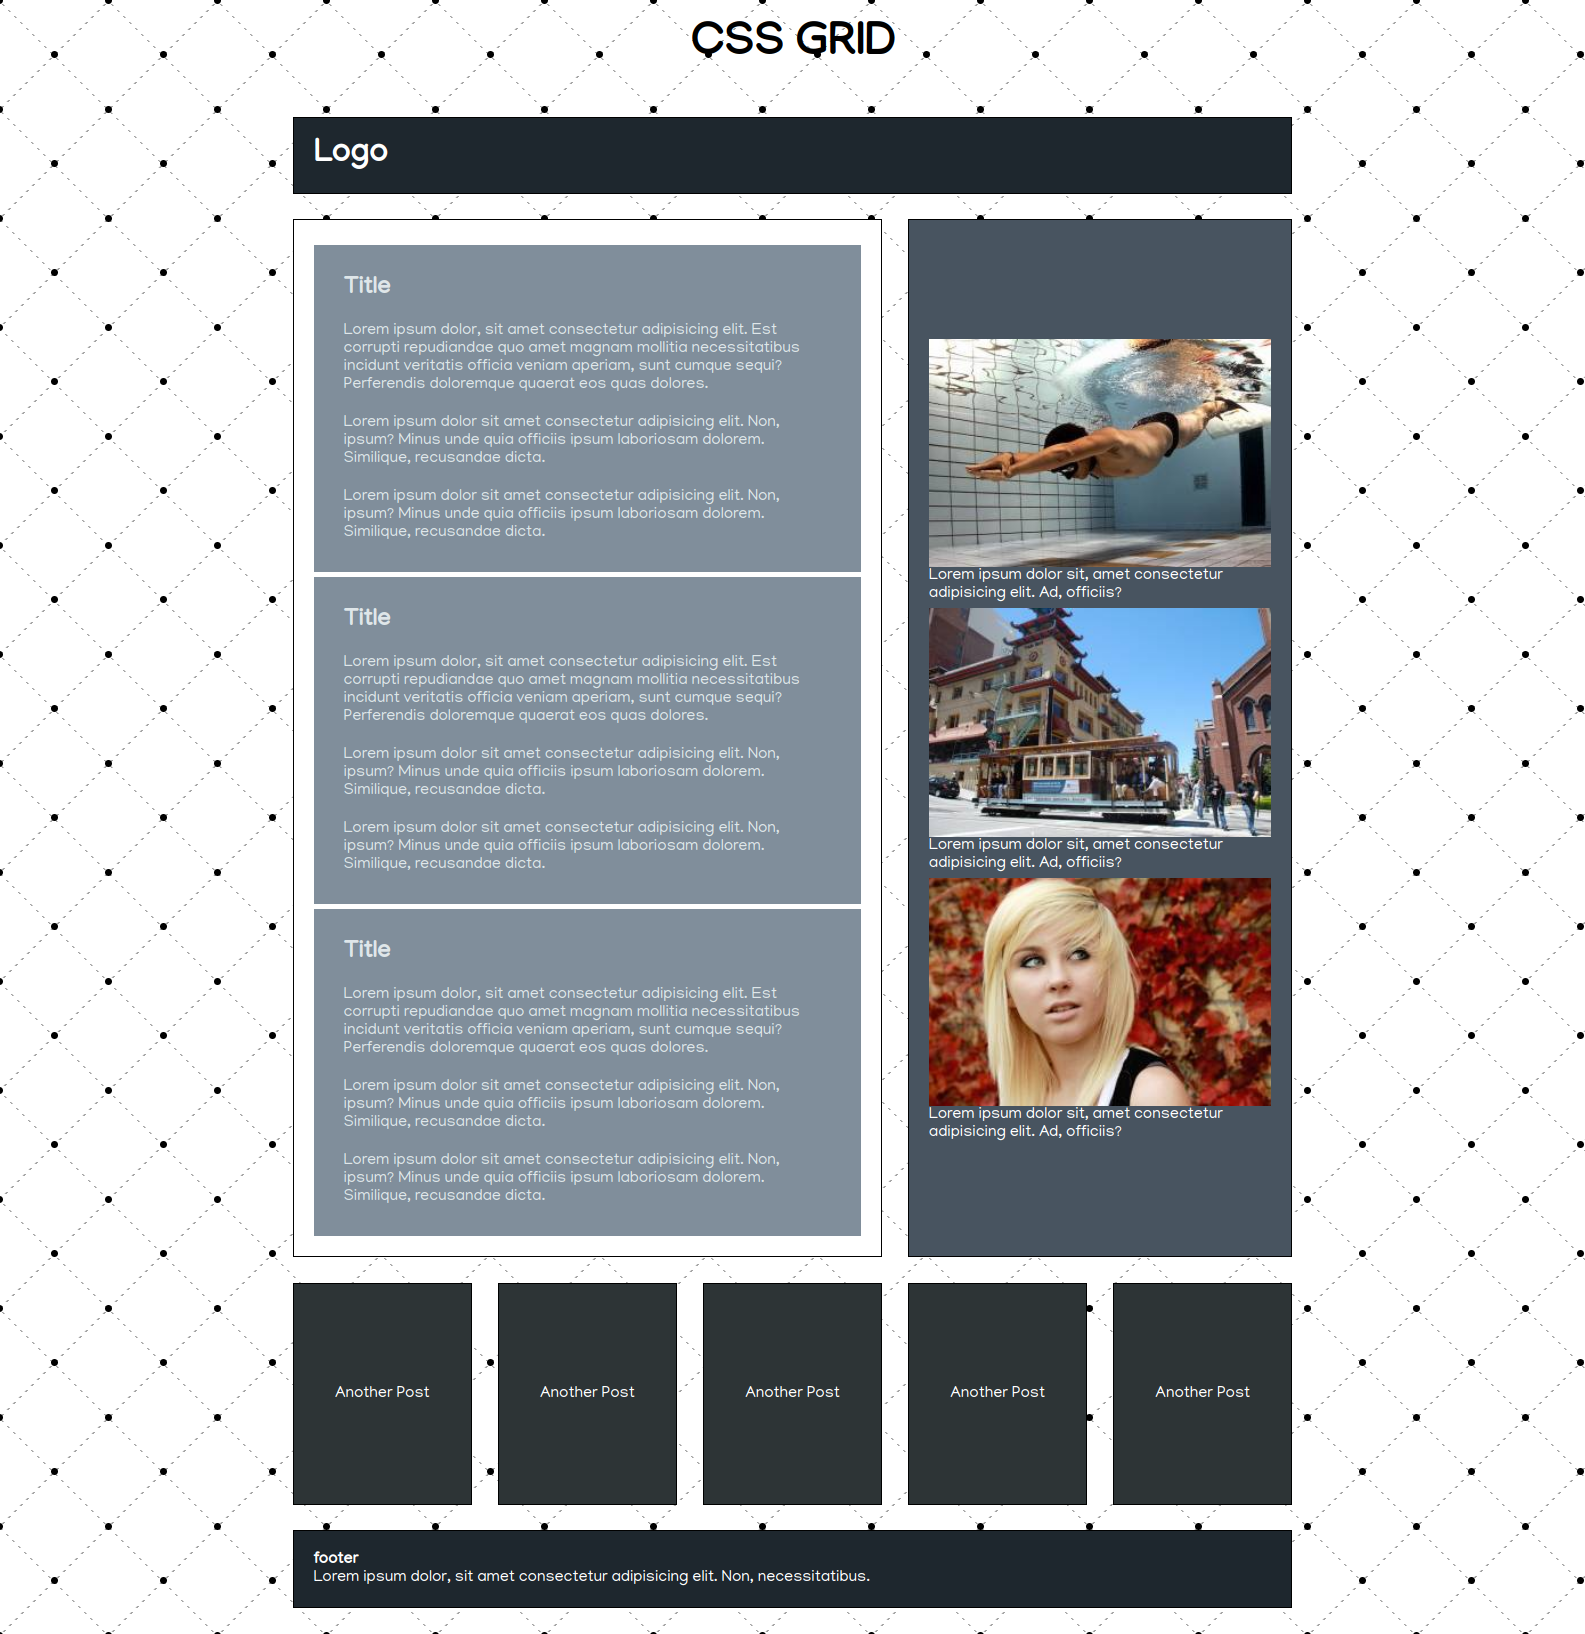 CSS GRID
Logo
Title
Lorem ipsum dolor, sit amet consectetur adipisicing elit. Est
corrupti repudiandae quo amet magnam mollitia necessitatibus
incidunt veritatis officia veniam aperiam, sunt cumque sequi?
Perferendis doloremque quaerat eos quas dolores.
Lorem ipsum dolor sit amet consectetur adipisicing elit. Non,
ipsum? Minus unde quia officiis ipsum laboriosam dolorem.
Similique, recusandae dicta.
Lorem ipsum dolor sit amet consectetur adipisicing elit. Non,
ipsum? Minus unde quia officiis ipsum laboriosam dolorem.
Similique, recusandae dicta.
Title
Lorem ipsum dolor, sit amet consectetur adipisicing elit. Est
corrupti repudiandae quo amet magnam mollitia necessitatibus
incidunt veritatis officia veniam aperiam, sunt cumque sequi?
Perferendis doloremque quaerat eos quas dolores.
Lorem ipsum dolor sit amet consectetur adipisicing elit. Non,
ipsum? Minus unde quia officiis ipsum laboriosam dolorem.
Similique, recusandae dicta.
Lorem ipsum dolor sit amet consectetur adipisicing elit. Non,
ipsum? Minus unde quia officiis ipsum laboriosam dolorem.
Similique, recusandae dicta.
Title
Lorem ipsum dolor, sit amet consectetur adipisicing elit. Est
corrupti repudiandae quo amet magnam mollitia necessitatibus
incidunt veritatis officia veniam aperiam, sunt cumque sequi?
Perferendis doloremque quaerat eos quas dolores.
Lorem ipsum dolor sit amet consectetur adipisicing elit. Non,
ipsum? Minus unde quia officiis ipsum laboriosam dolorem.
Similique, recusandae dicta.
Lorem ipsum dolor sit amet consectetur adipisicing elit. Non,
ipsum? Minus unde quia officiis ipsum laboriosam dolorem.
Similique, recusandae dicta.
Lorem ipsum dolor sit, amet consectetur
adipisicing elit. Ad, officiis?
Lorem ipsum dolor sit, amet consectetur
adipisicing elit. Ad, officiis?
Lorem ipsum dolor sit, amet consectetur
adipisicing elit. Ad, officiis?
Another Post
Another Post
Another Post
Another Post
Another Post
footer
Lorem ipsum dolor, sit amet consectetur adipisicing elit. Non, necessitatibus.